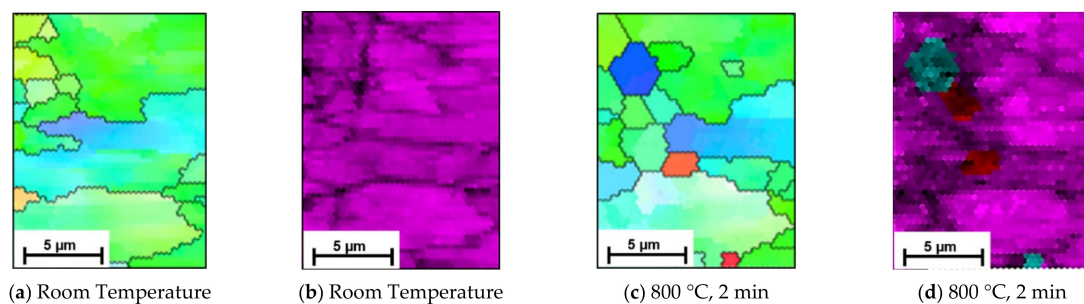 5 μm
5 μm
5 μm
5 μm
(a) Room Temperature
(b) Room Temperature
(c) 800 °C, 2 min
(d) 800 °C, 2 min